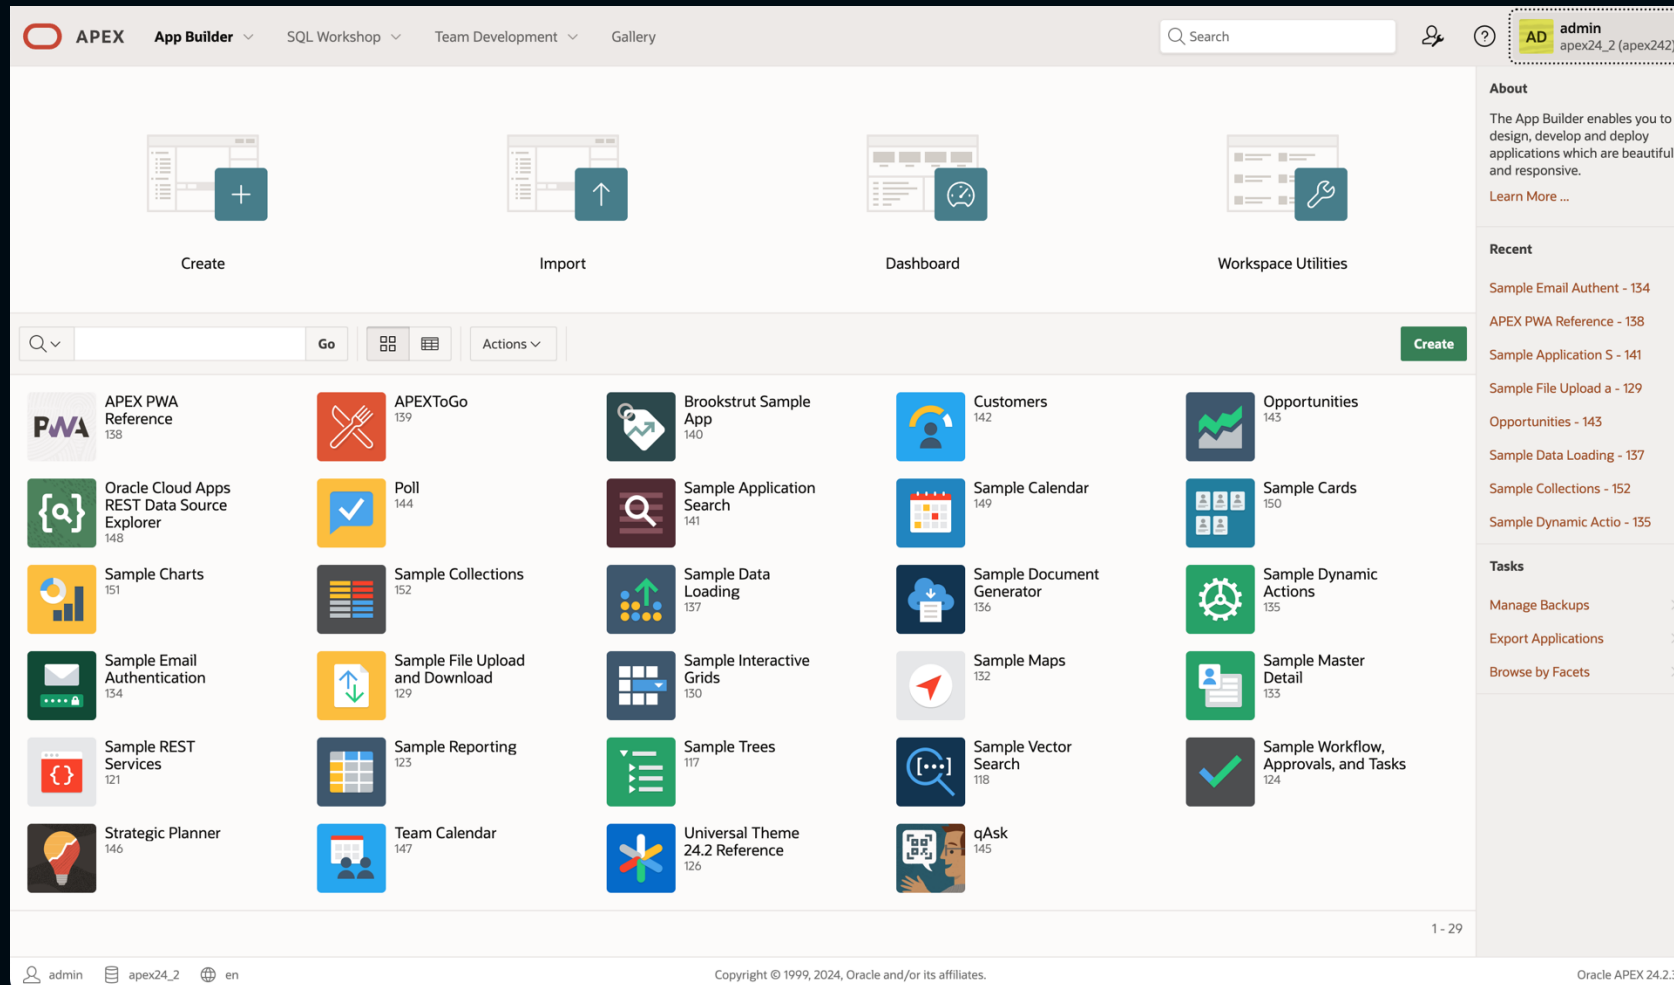 APEX
App Builder
SQL Workshop
Team Development
Gallery
Search
AD
admin
apex24_2 (apex242)
Create
Import
Dashboard
Workspace Utilities
Go
Actions
Create
PWA
APEX PWA
Reference
138
APEXToGo
139
Brookstrut Sample
App
140
Customers
142
Opportunities
143
Oracle Cloud Apps
REST Data Source
Explorer
148
Poll
144
Sample Application
Search
141
Sample Calendar
149
Sample Cards
150
Sample Charts
151
Sample Collections
152
Sample Data
Loading
137
Sample Document
Generator
136
Sample Dynamic
Actions
135
Sample Email
Authentication
134
Sample File Upload
and Download
129
Sample Interactive
Grids
130
Sample Maps
132
Sample Master
Detail
133
Sample REST
Services
121
Sample Reporting
123
Sample Trees
117
Sample Vector
Search
118
Sample Workflow,
Approvals, and Tasks
124
Strategic Planner
146
Team Calendar
147
Universal Theme
24.2 Reference
126
qAsk
145
1 - 29
About
The App Builder enables you to
design, develop and deploy
applications which are beautiful
and responsive.
Learn More ...
Recent
Sample Email Authent - 134
APEX PWA Reference - 138
Sample Application S - 141
Sample File Upload a - 129
Opportunities - 143
Sample Data Loading - 137
Sample Collections - 152
Sample Dynamic Actio - 135
Tasks
Manage Backups
Export Applications
Browse by Facets
admin
apex24_2
en
Copyright © 1999, 2024, Oracle and/or its affiliates.
Oracle APEX 24.2.3